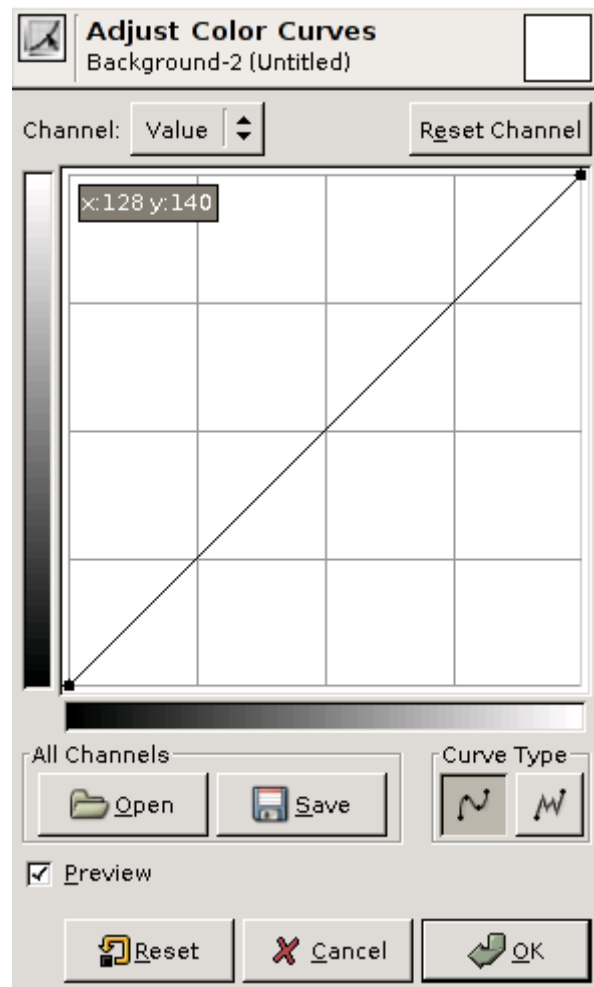 Adjust Color Curves
Background-2 (Untitled)
Channel: Value Reset Channel
x:128 y:140
All Channels Curve Type
Open Save
Preview
Reset Cancel OK